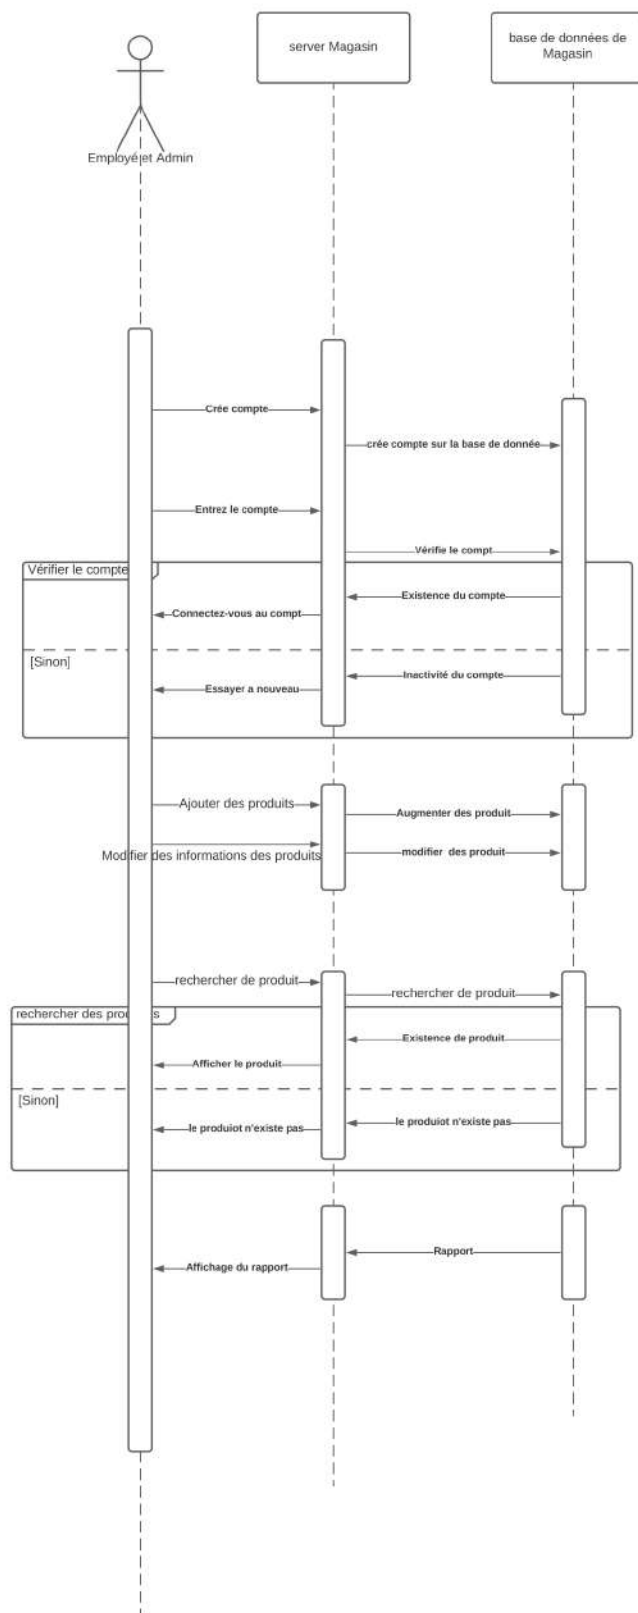 server Magasin
base de données de
Magasin
Employé et Admin
Crée compte
crée compte sur la base de donnée
Entrez le compte
Vérifie le compt
Vérifier le compte
Existence du compte
Connectez-vous au compt
[Sinon]
Inactivité du compte
Essayer a nouveau
Ajouter des produits
Augmenter des produit
Modifier des informations des produits
modifier des produit
rechercher de produit
rechercher de produit
rechercher des produits
Existence de produit
Afficher le produit
[Sinon]
le produiot n'existe pas
le produiot n'existe pas
Rapport
Affichage du rapport